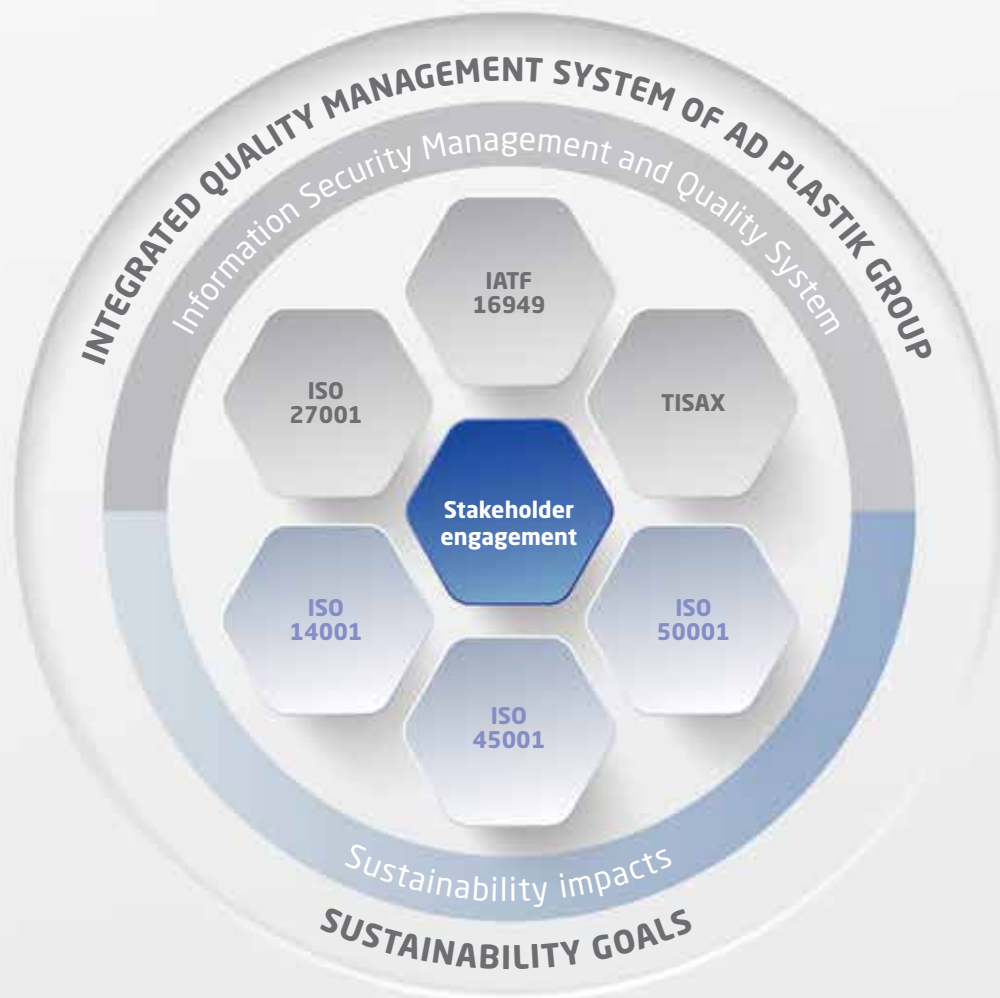 INTEGRATED QUALITY MANAGEMENT SYSTEM OF AD PLASTIK GROUP
Information Security Management and Quality System
IATF
16949
ISO
27001
TISAX
Stakeholder
engagement
ISO
14001
ISO
50001
ISO
45001
Sustainability impacts
SUSTAINABILITY GOALS